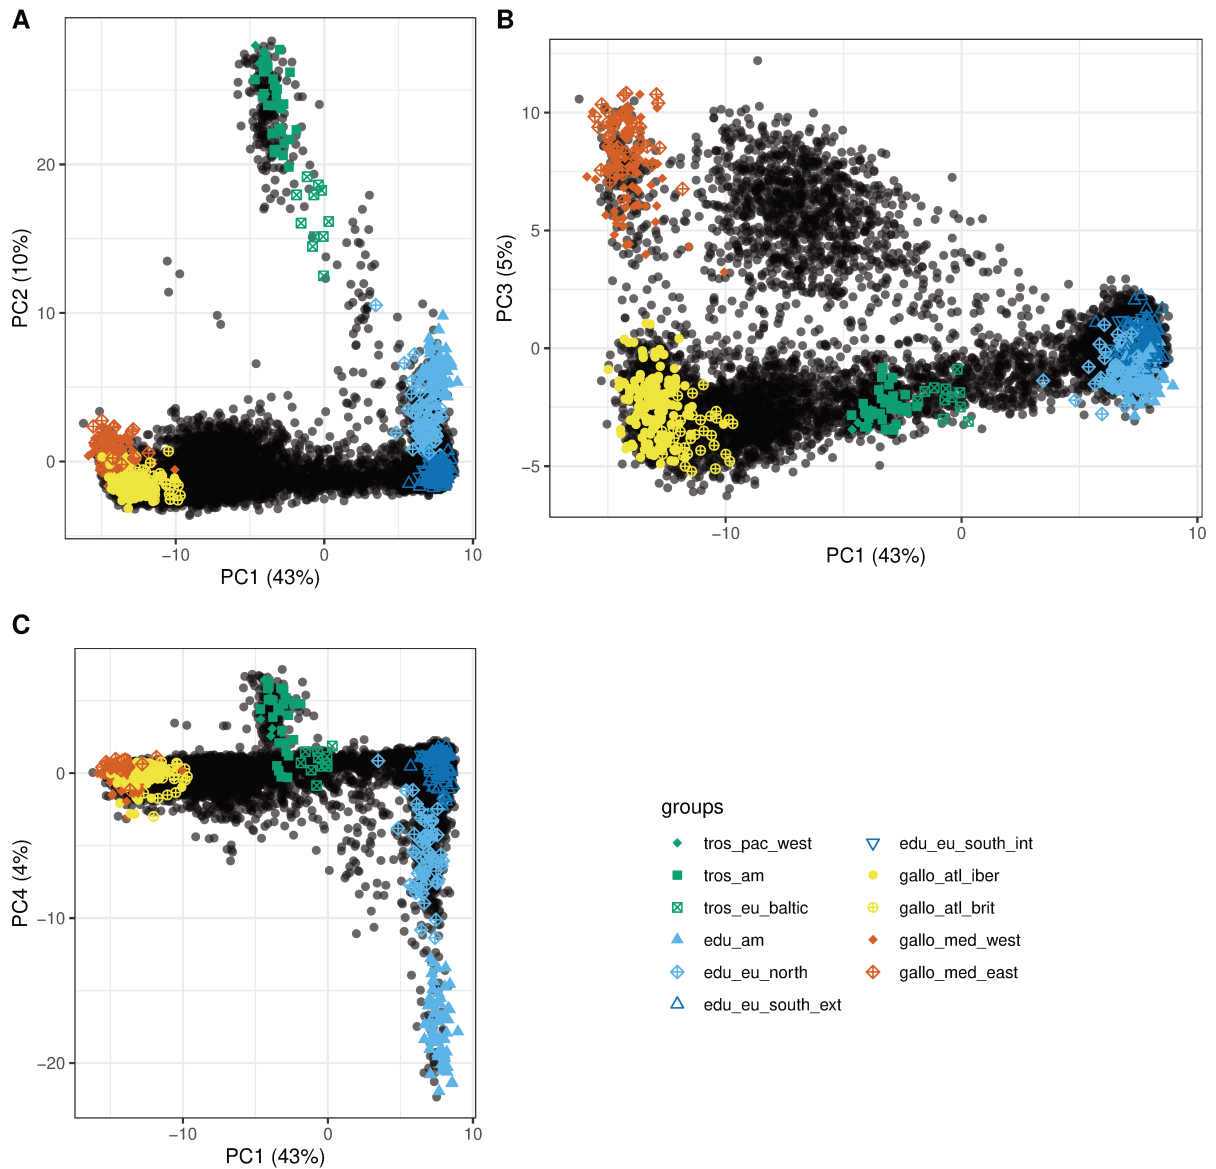 A
20
10
0
−10
0
10
PC2 (10%)
PC1 (43%)
B
10
5
0
−5
−10
0
10
PC3 (5%)
PC1 (43%)
C
0
−10
−20
−10
0
10
PC4 (4%)
PC1 (43%)
groups
tros_pac_west
tros_am
tros_eu_baltic
edu_am
edu_eu_north
edu_eu_south_ext
edu_eu_south_int
gallo_atl_iber
gallo_atl_brit
gallo_med_west
gallo_med_east